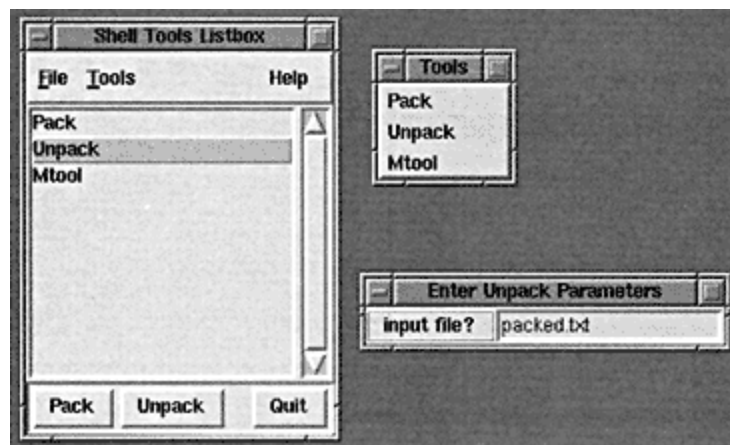 Shell Tools Listbox
File Tools Help
Pack
Unpack
Mtool
Pack Unpack Quit
Tools
Pack
Unpack
Mtool
Enter Unpack Parameters
input file? packed.txt